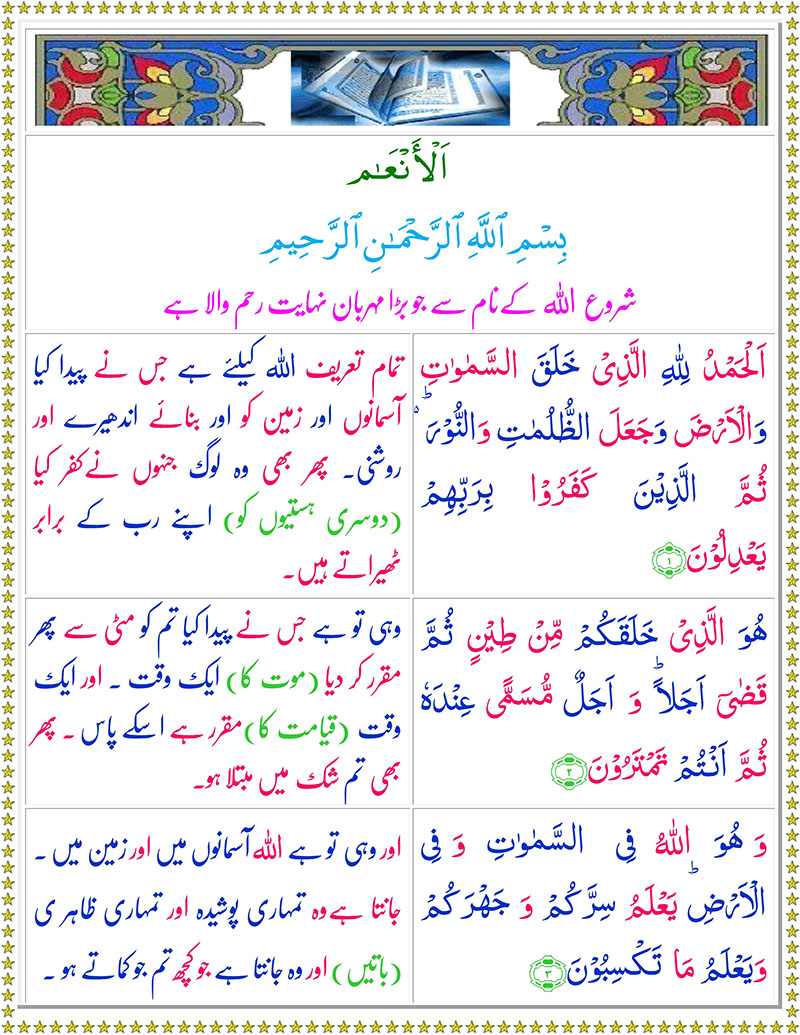 اَلْأَنْعَام
بِسْمِ ٱللَّهِ ٱلرَّحْمَـٰنِ ٱلرَّحِيمِ
شروع اللہ کے نام سے جو بڑا مہربان نہایت رحم والا ہے
اَلْحَمْدُ لِلّٰهِ الَّذِىْ خَلَقَ السَّمٰوٰتِ
وَالْاَرْضَ وَجَعَلَ الظُّلُمٰتِ وَالنُّوْرَ ؕ
ثُمَّ الَّذِيْنَ كَفَرُوْا بِرَبِّهِمْ
يَعْدِلُوْنَ ﴿۱﴾
تمام تعریف اللہ کیلئے ہے جس نے پیدا کیا
آسمانوں اور زمین کو اور بنائے اندھیرے اور
روشنی۔ پھر بھی وہ لوگ جنہوں نے کفر کیا
(دوسری ہستیوں کو) اپنے رب کے برابر
ٹھیراتے ہیں۔
هُوَ الَّذِىْ خَلَقَكُمْ مِّنْ طِيْنٍ ثُمَّ
قَضٰىٓ اَجَلًاؕ وَ اَجَلٌ مُّسَمًّى عِنْدَهٗ
ثُمَّ اَنْتُمْ تَمْتَرُوْنَ ﴿۲﴾
وہی تو ہے جس نے پیدا کیا تم کو مٹی سے پھر
مقرر کر دیا (موت کا) ایک وقت ۔ اور ایک
وقت (قیامت کا) مقرر ہے اسکے پاس ۔ پھر
بھی تم شک میں مبتلا ہو۔
وَ هُوَ اللّٰهُ فِى السَّمٰوٰتِ وَ فِى
الْاَرْضِؕ يَعْلَمُ سِرَّكُمْ وَ جَهْرَكُمْ
وَيَعْلَمُ مَا تَكْسِبُوْنَ ﴿۳﴾
اور وہی تو ہے اللہ آسمانوں میں اور زمین میں ۔
جانتا ہے وہ تمہاری پوشیدہ اور تمہاری ظاہری
(باتیں) اور وہ جانتا ہے جو کچھ تم جو کماتے ہو ۔